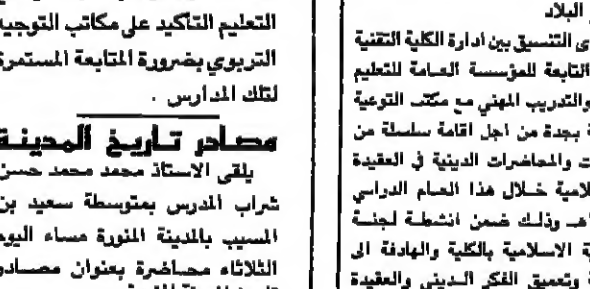 البلاد
ى التنسيق بين ادارة الكلية التقنية
التابعة للمؤسسة العامة للتعليم
والتدريب المهني مع مكتب التوعية
ة بجدة من اجل اقامة سلسلة من
ت والمحاضرات الدينية في العقيدة
لامية خلال هذا العام الدراسي
وذلك ضمن انشطة لجنة
ية الاسلامية بالكلية والهادفة الى
ة وتعميق الفكر الديني والعقيدة
التعليم التأكيد على مكاتب التوجيه
التربوي بضرورة المتابعة المستمرة
لتلك المدارس .
مصادر تاريخ المدينة
يلقى الاستاذ محمد محمد حسن
شراب المدرس بمتوسطة سعيد بن
المسيب بالمدينة المنورة مساء اليوم
الثلاثاء محاضرة بعنوان مصادر